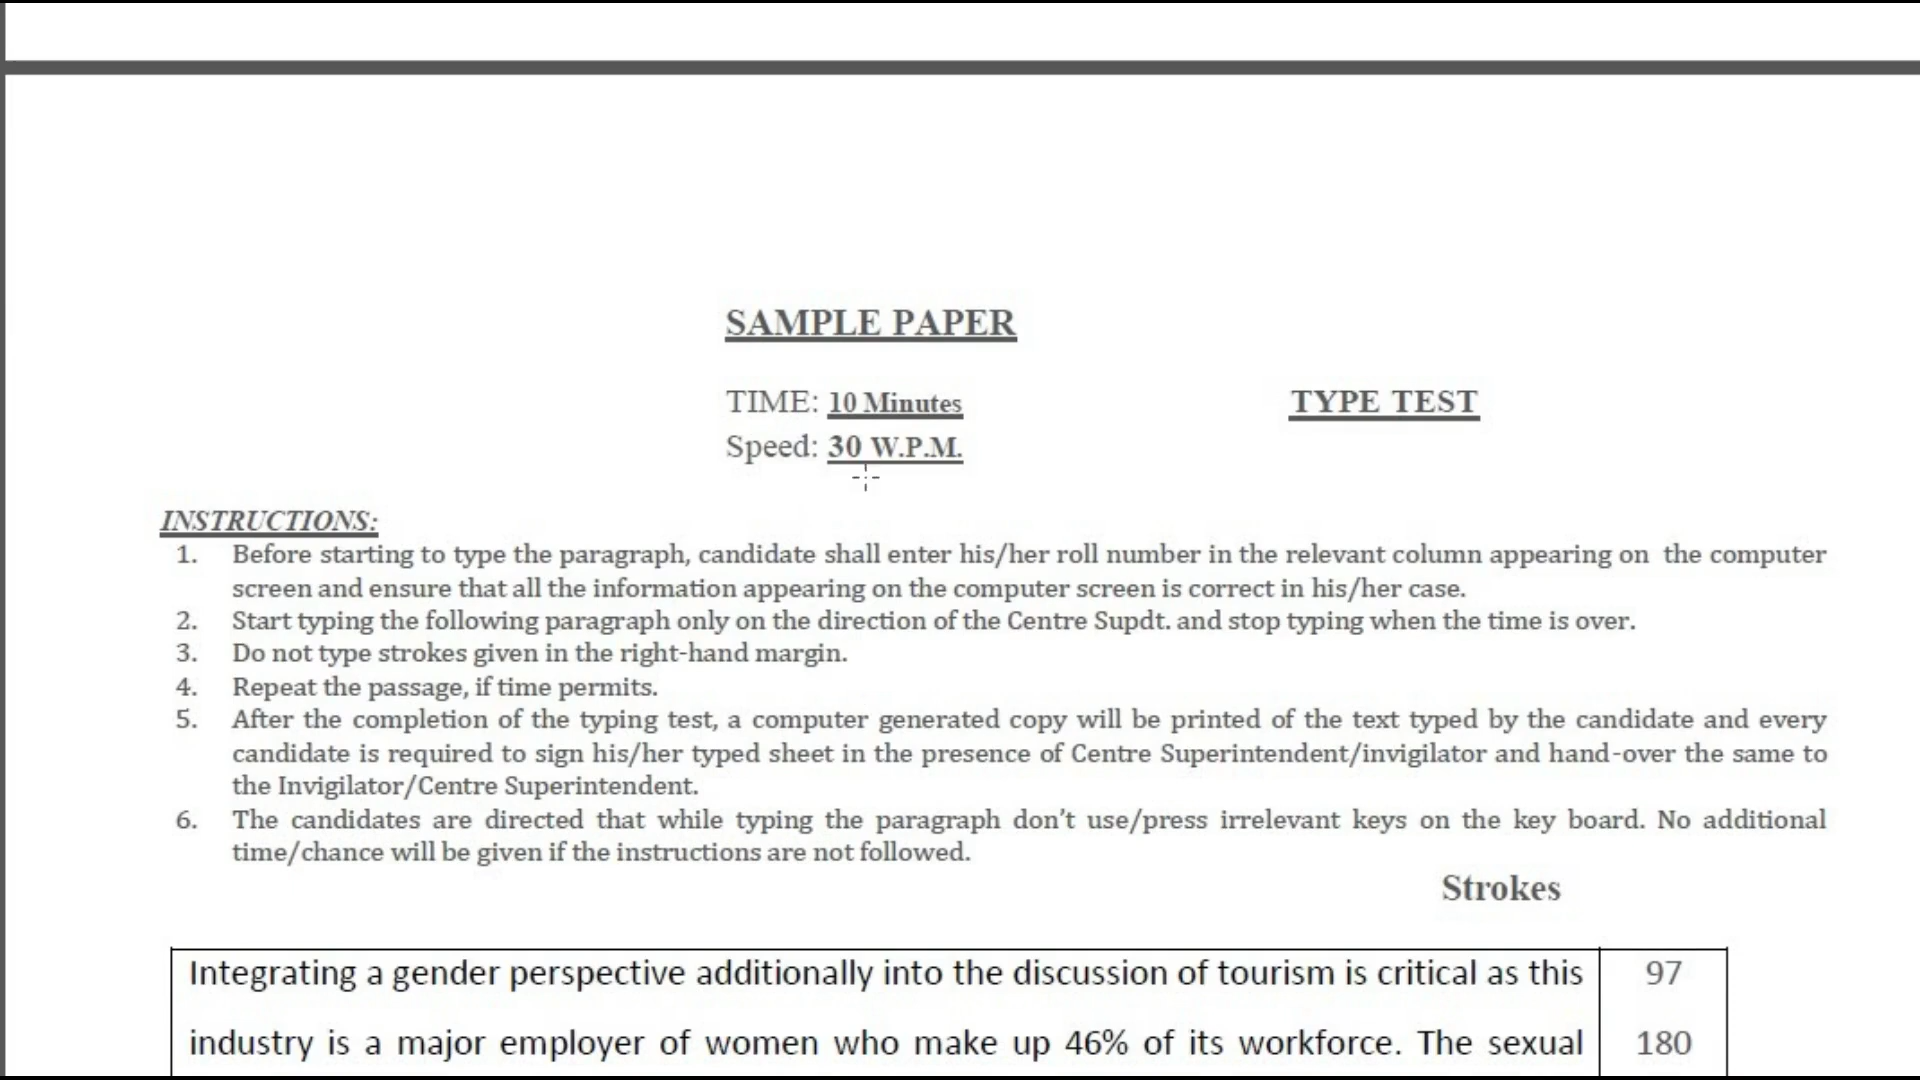 SAMPLE PAPER
TIME: 10 Minutes
TYPE TEST
Speed: 30 W.P.M.
INSTRUCTIONS:
1. Before starting to type the paragraph, candidate shall enter his/her roll number in the relevant column appearing on the computer
screen and ensure that all the information appearing on the computer screen is correct in his/her case.
2. Start typing the following paragraph only on the direction of the Centre Supdt. and stop typing when the time is over.
3. Do not type strokes given in the right-hand margin.
4. Repeat the passage, if time permits.
5. After the completion of the typing test, a computer generated copy will be printed of the text typed by the candidate and every
candidate is required to sign his/her typed sheet in the presence of Centre Superintendent/invigilator and hand-over the same to
the Invigilator/Centre Superintendent.
6. The candidates are directed that while typing the paragraph don't use/press irrelevant keys on the key board. No additional
time/chance will be given if the instructions are not followed.
Strokes
Integrating a gender perspective additionally into the discussion of tourism is critical as this 97
industry is a major employer of women who make up 46% of its workforce. The sexual 180